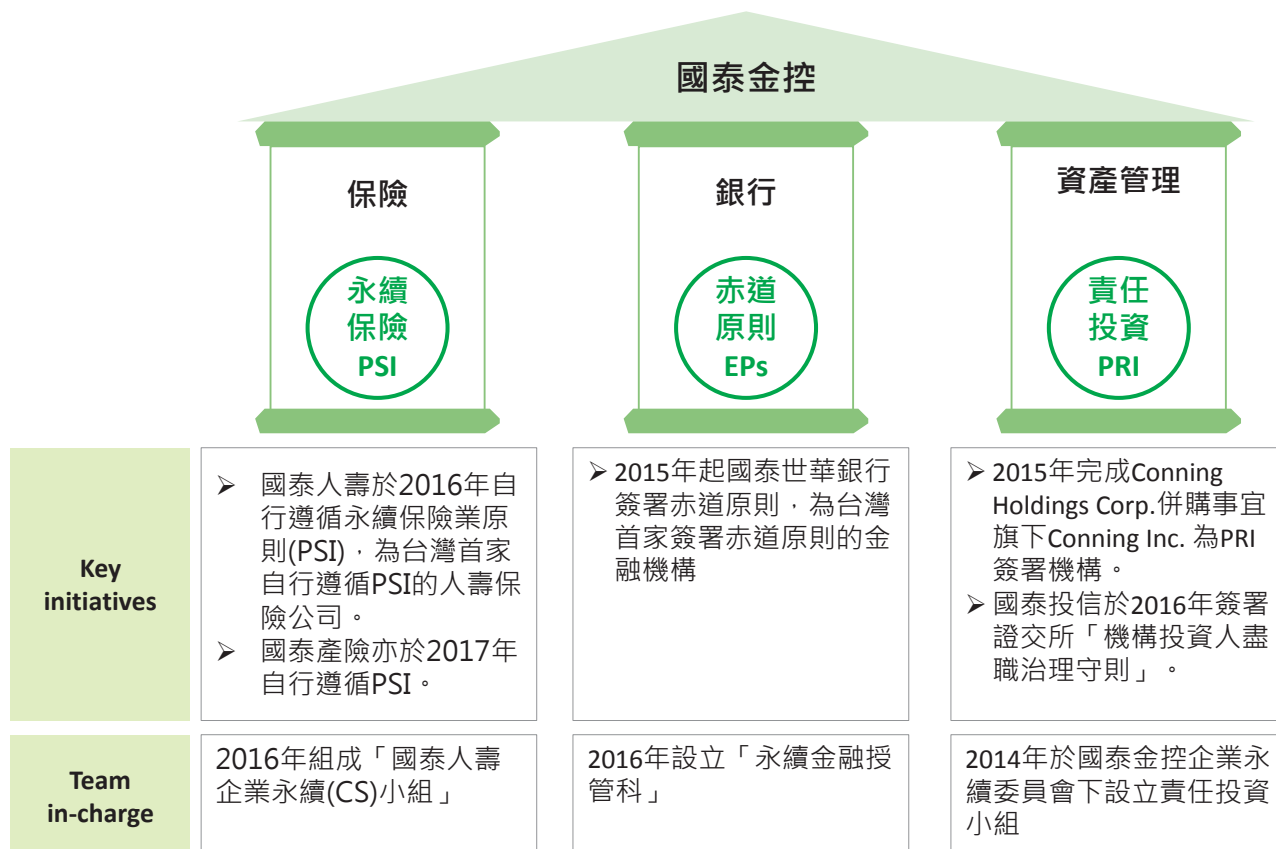 國泰金控
保險
永續
保險
PSI
銀行
赤道
原則
EPs
資產管理
責任
投資
PRI
Key
initiatives
➢ 國泰人壽於2016年自
行遵循永續保險業原
則(PSI)，為台灣首家
自行遵循PSI的人壽保
險公司。
➢ 國泰產險亦於2017年
自行遵循PSI。
➢ 2015年起國泰世華銀行
簽署赤道原則，為台灣
首家簽署赤道原則的金
融機構
➢ 2015年完成Conning
Holdings Corp.併購事宜
旗下Conning Inc. 為PRI
簽署機構。
➢ 國泰投信於2016年簽署
證交所「機構投資人盡
職治理守則」。
Team
in-charge
2016年組成「國泰人壽
企業永續(CS)小組」
2016年設立「永續金融授
管科」
2014年於國泰金控企業永
續委員會下設立責任投資
小組